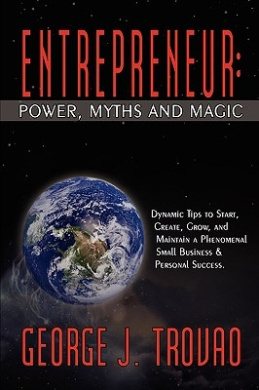 ENTREPRENEUR:
POWER, MYTHS AND MAGIC
Dynamic Tips to Start,
Create, Grow, and
Maintain a Phenomenal
Small Business &
Personal Success.
GEORGE J. TROVAO